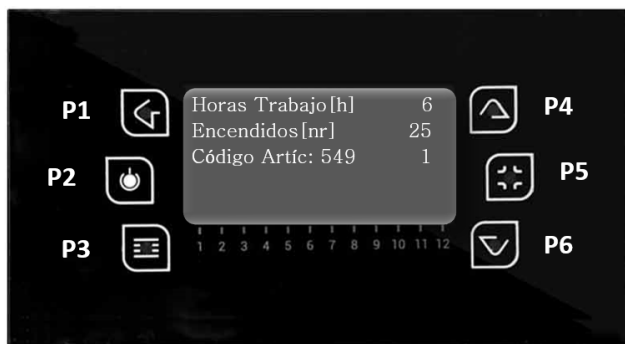 P1
P2
P3
Horas Trabajo[h] 6
Encendidos[nr] 25
Código Artíc: 549 1
1 2 3 4 5 6 7 8 9 10 11 12
P4
P5
P6